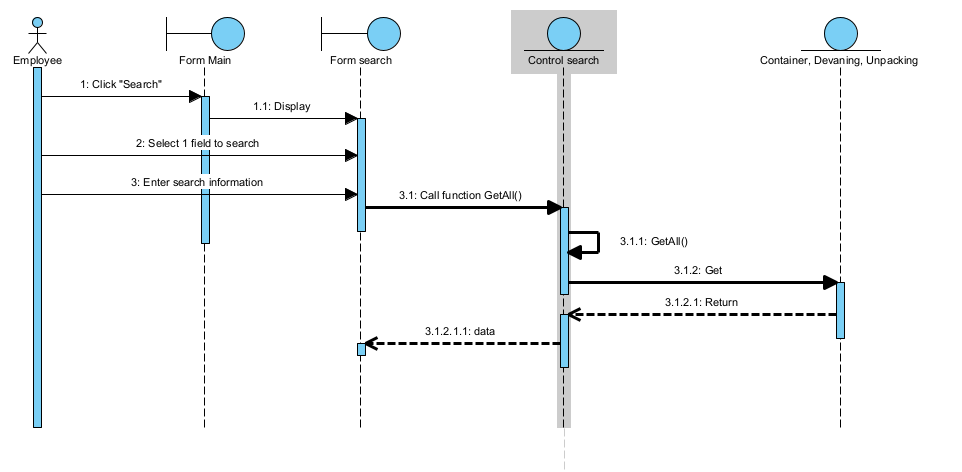 Employee
Form Main
Form search
Control search
Container, Devaning, Unpacking
1: Click "Search"
1.1: Display
2: Select 1 field to search
3: Enter search information
3.1: Call function GetAll()
3.1.1: GetAll()
3.1.2: Get
3.1.2.1: Return
3.1.2.1.1: data